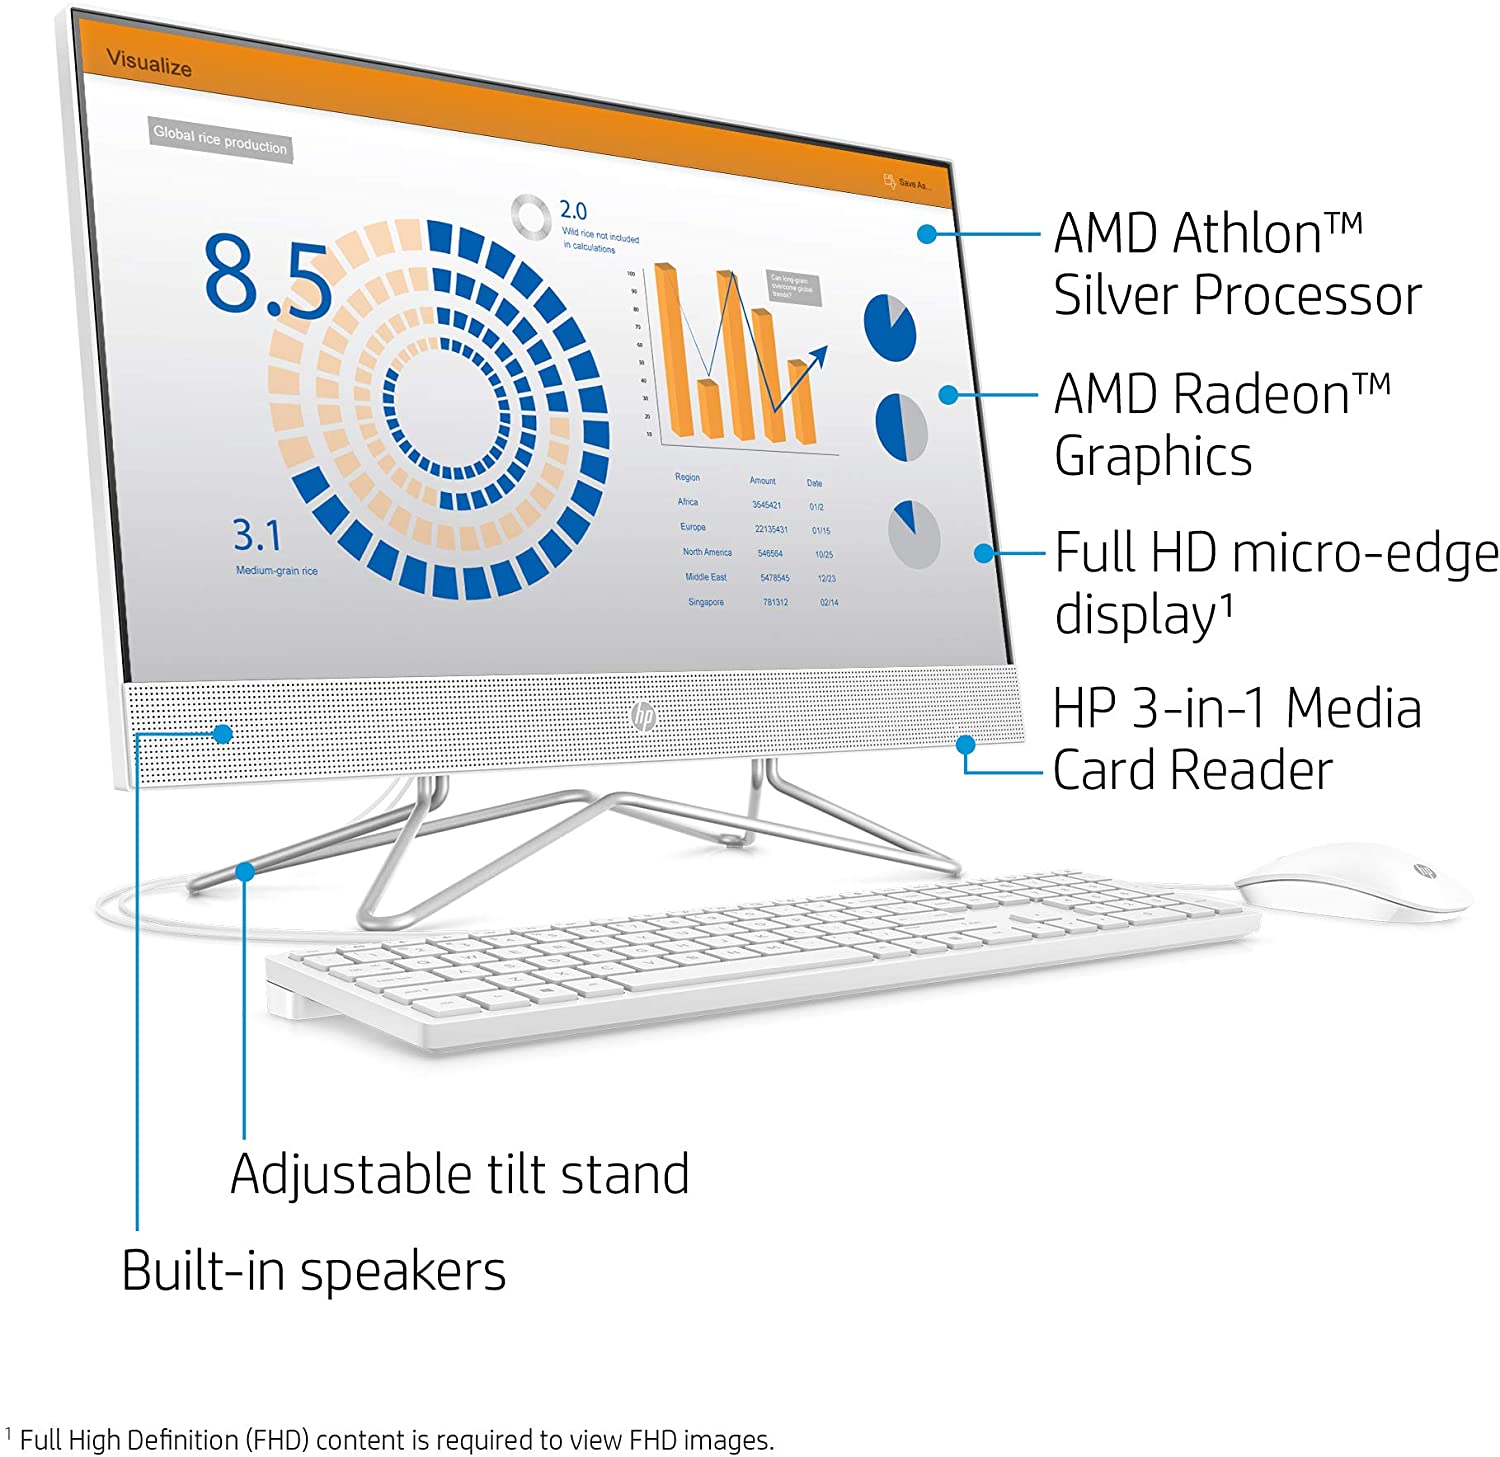 Visualize
Save As...
Global rice production
8.5
2.0
Wild rice not included
in calculations
3.1
Medium-grain rice
Can long-grain
overcome global
trends?
100
90
80
70
60
50
40
30
20
10
Region Amount Date
Africa 3545421 01/2
Europe 22135431 01/15
North America 546564 10/25
Middle East 5478545 12/23
Singapore 781312 02/14
hp
AMD Athlon™
Silver Processor
AMD Radeon™
Graphics
Full HD micro-edge
display¹
HP 3-in-1 Media
Card Reader
hp
Adjustable tilt stand
Built-in speakers
¹ Full High Definition (FHD) content is required to view FHD images.